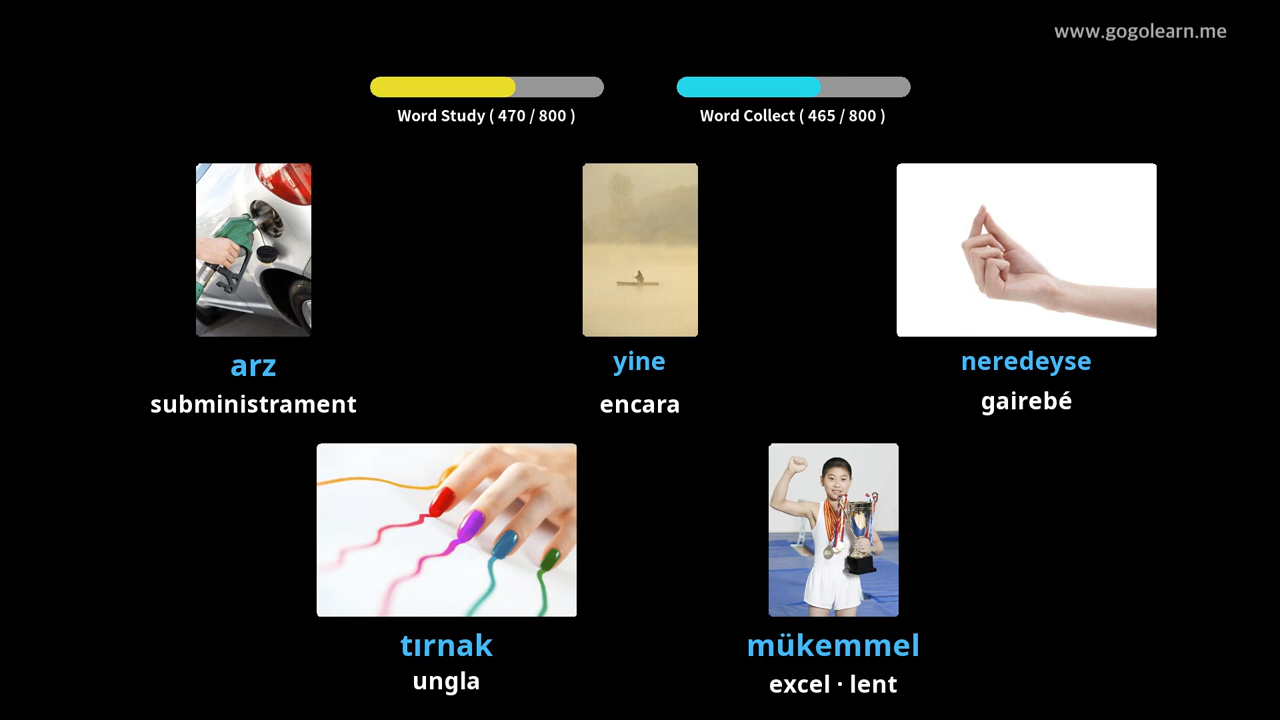 www.gogolearn.me
Word Study ( 470 / 800 )
Word Collect ( 465 / 800 )
arz
subministrament
yine
encara
neredeyse
gairebé
tırnak
ungla
mükemmel
excel · lent